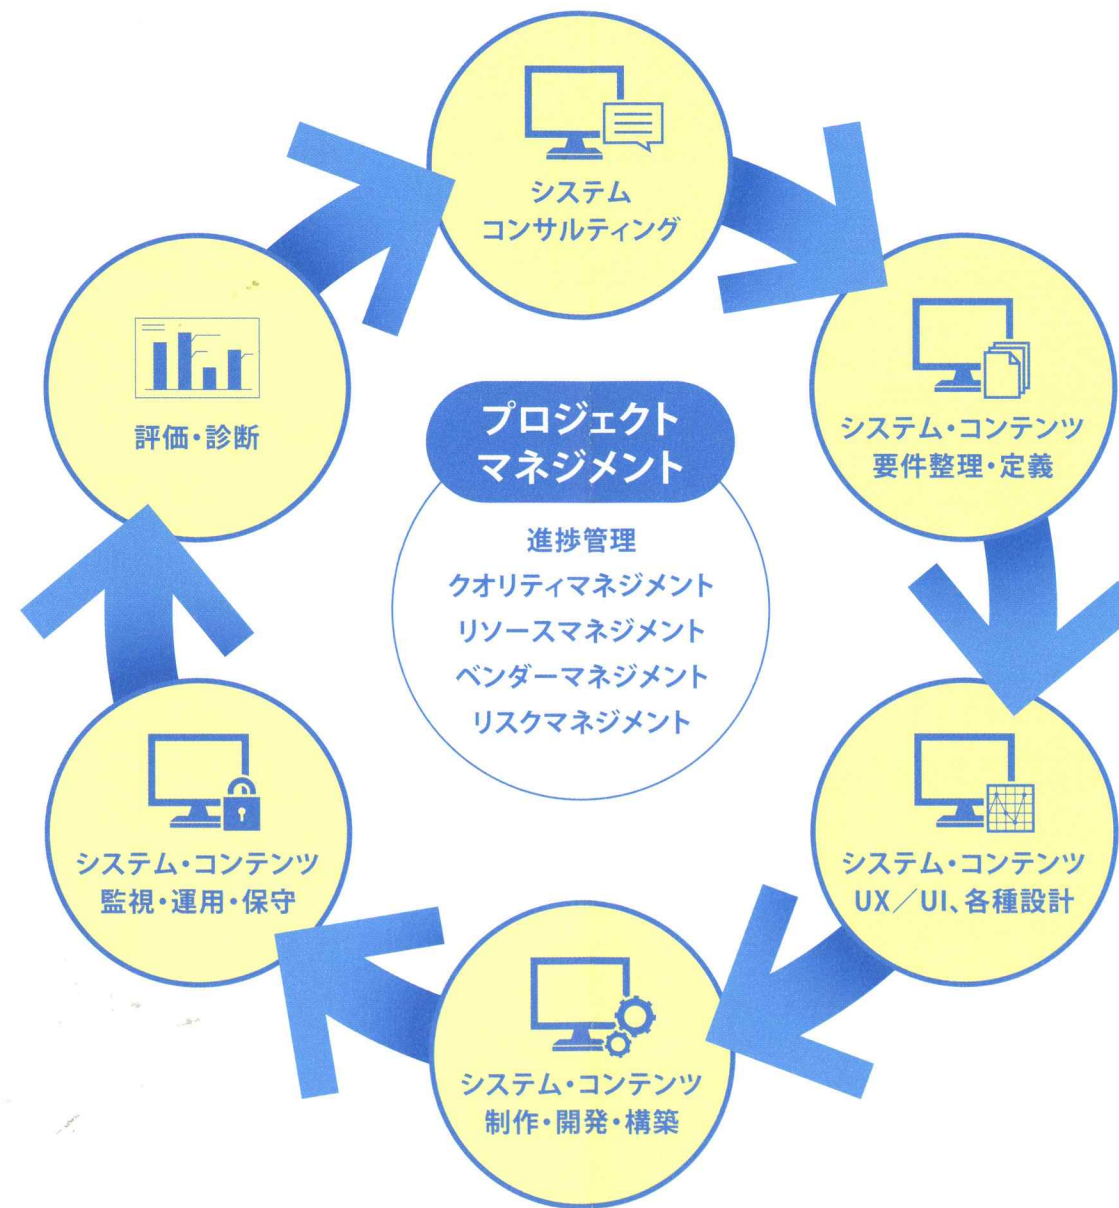 システム
コンサルティング
システム・コンテンツ
要件整理・定義
システム・コンテンツ
UX/UI、各種設計
システム・コンテンツ
制作・開発・構築
システム・コンテンツ
監視・運用・保守
評価・診断
プロジェクト
マネジメント
進捗管理
クオリティマネジメント
リソースマネジメント
ベンダーマネジメント
リスクマネジメント